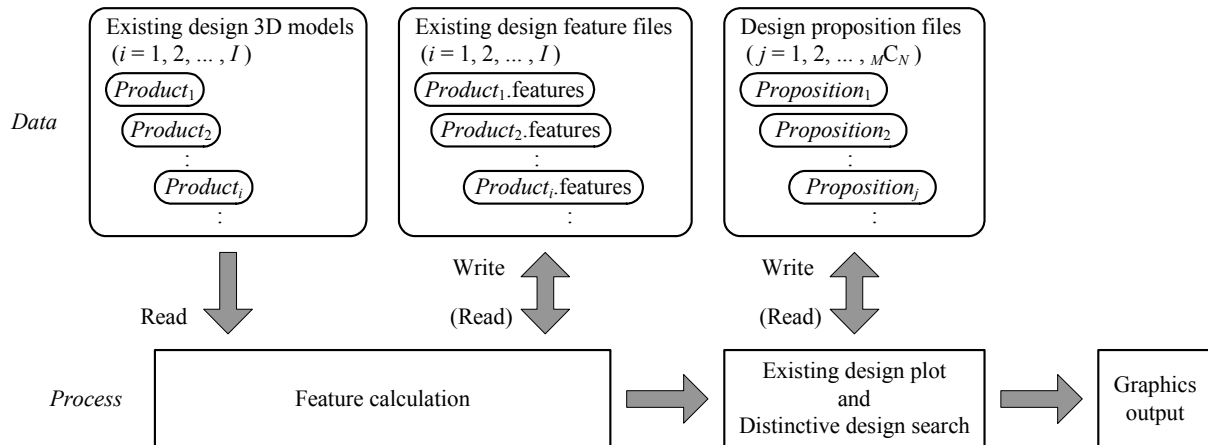 Existing design 3D models
(i = 1, 2, ... , I )
Product₁
Product₂
:
Productᵢ
:
Existing design feature files
(i = 1, 2, ... , I )
Product₁.features
Product₂.features
:
Productᵢ.features
:
Design proposition files
( j = 1, 2, ... , MCN )
Proposition₁
Proposition₂
:
Propositionⱼ
:
Data
Read
Write
(Read)
Write
(Read)
Process
Feature calculation
Existing design plot
and
Distinctive design search
Graphics
output